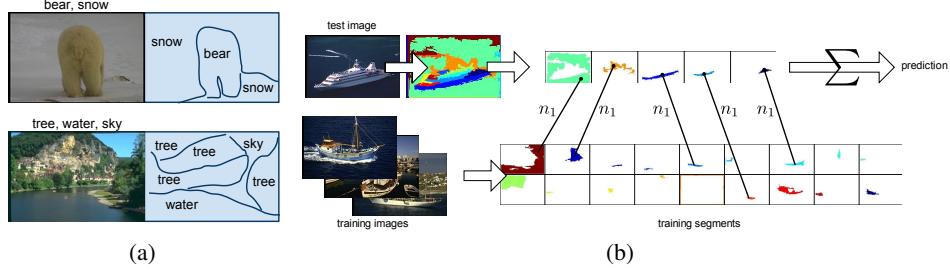 bear, snow
snow
bear
snow
tree, water, sky
tree
tree
sky
tree
tree
water
(a)
test image
training images
n₁
n₁
n₁
n₁
n₁
Σ
prediction
training segments
(b)